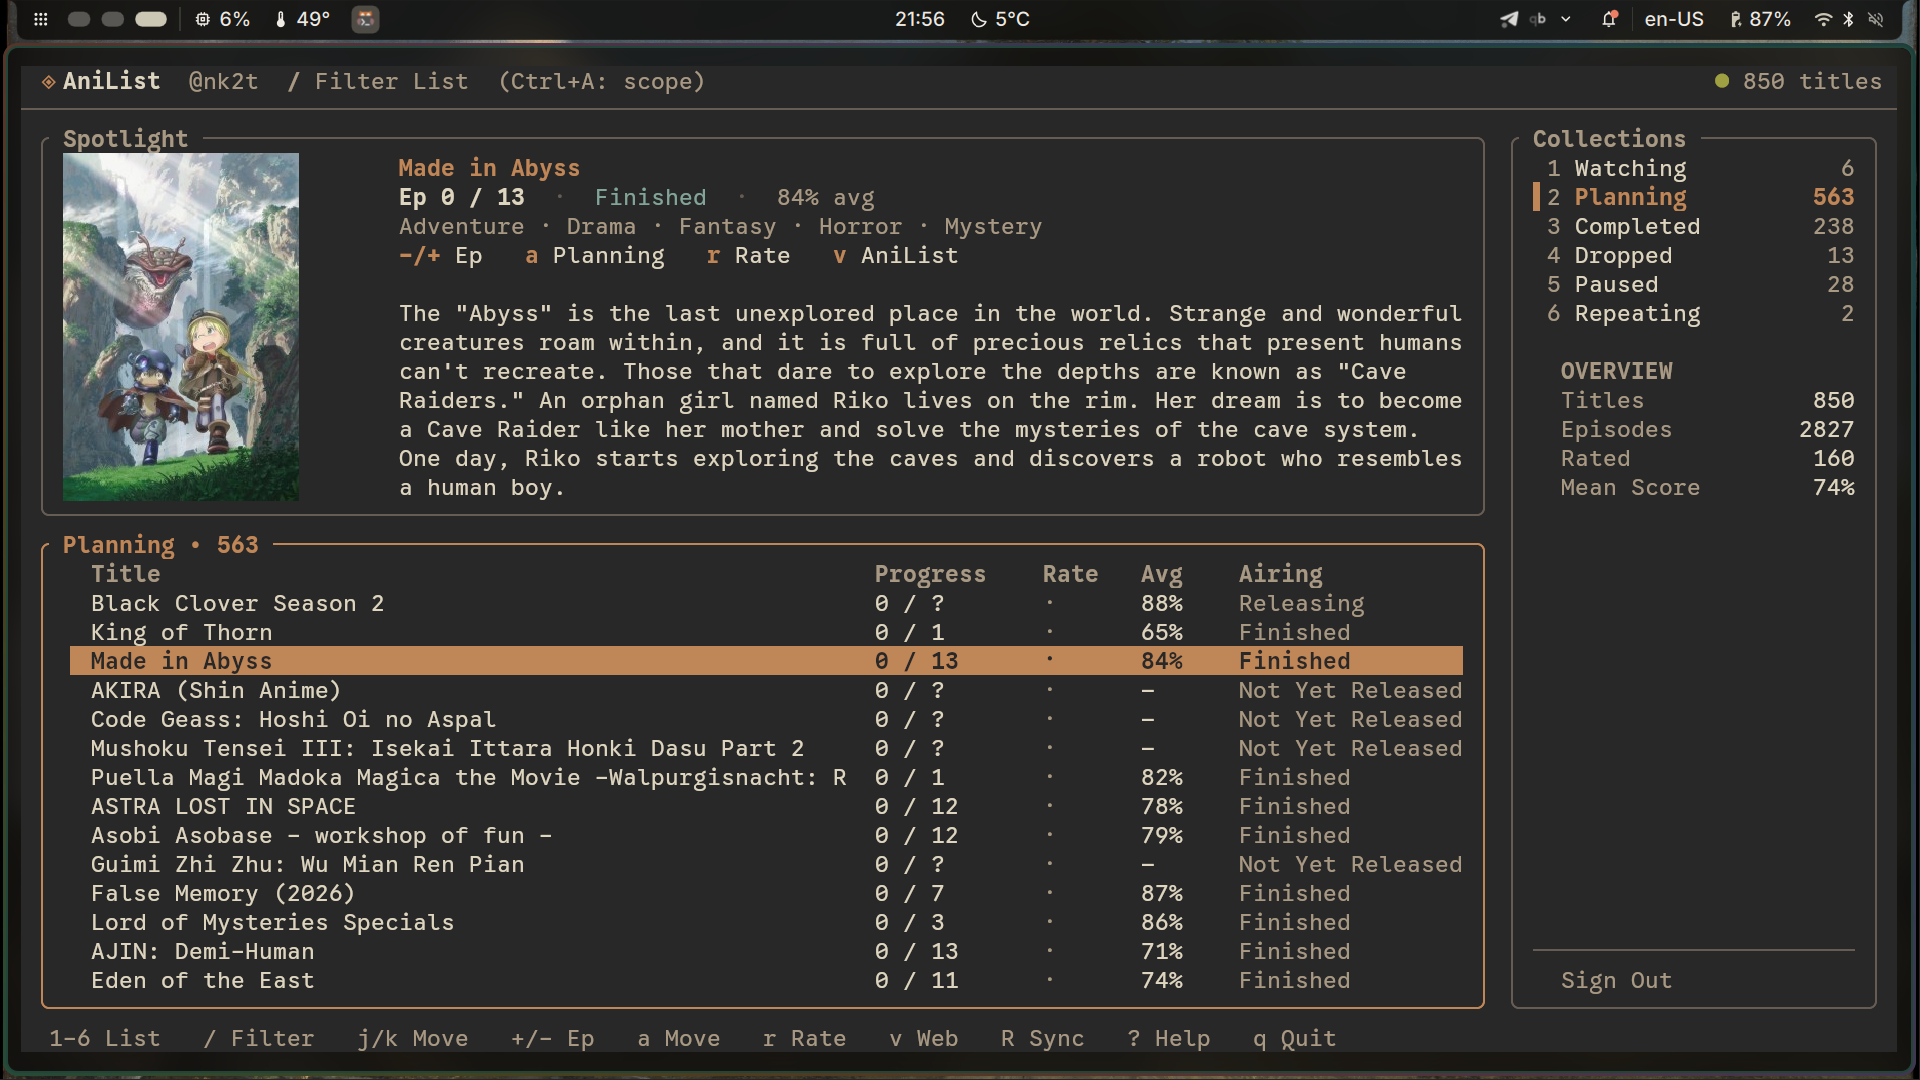 6% 49° 21:56 5°C qb en-US 87%
AniList @nk2t / Filter List (Ctrl+A: scope) 850 titles
Spotlight
Made in Abyss
Ep 0 / 13 · Finished · 84% avg
Adventure · Drama · Fantasy · Horror · Mystery
-/+ Ep a Planning r Rate v AniList
The "Abyss" is the last unexplored place in the world. Strange and wonderful
creatures roam within, and it is full of precious relics that present humans
can't recreate. Those that dare to explore the depths are known as "Cave
Raiders." An orphan girl named Riko lives on the rim. Her dream is to become
a Cave Raider like her mother and solve the mysteries of the cave system.
One day, Riko starts exploring the caves and discovers a robot who resembles
a human boy.
Collections
1 Watching 6
2 Planning 563
3 Completed 238
4 Dropped 13
5 Paused 28
6 Repeating 2
OVERVIEW
Titles 850
Episodes 2827
Rated 160
Mean Score 74%
Sign Out
Planning • 563
Title Progress Rate Avg Airing
Black Clover Season 2 0 / ? · 88% Releasing
King of Thorn 0 / 1 · 65% Finished
Made in Abyss 0 / 13 · 84% Finished
AKIRA (Shin Anime) 0 / ? · – Not Yet Released
Code Geass: Hoshi Oi no Aspal 0 / ? · – Not Yet Released
Mushoku Tensei III: Isekai Ittara Honki Dasu Part 2 0 / ? · – Not Yet Released
Puella Magi Madoka Magica the Movie -Walpurgisnacht: R 0 / 1 · 82% Finished
ASTRA LOST IN SPACE 0 / 12 · 78% Finished
Asobi Asobase - workshop of fun - 0 / 12 · 79% Finished
Guimi Zhi Zhu: Wu Mian Ren Pian 0 / ? · – Not Yet Released
False Memory (2026) 0 / 7 · 87% Finished
Lord of Mysteries Specials 0 / 3 · 86% Finished
AJIN: Demi-Human 0 / 13 · 71% Finished
Eden of the East 0 / 11 · 74% Finished
1-6 List / Filter j/k Move +/- Ep a Move r Rate v Web R Sync ? Help q Quit